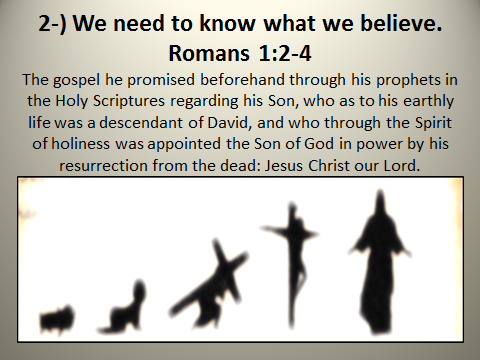 2-) We need to know what we believe.
Romans 1:2-4
The gospel he promised beforehand through his prophets in
the Holy Scriptures regarding his Son, who as to his earthly
life was a descendant of David, and who through the Spirit
of holiness was appointed the Son of God in power by his
resurrection from the dead: Jesus Christ our Lord.